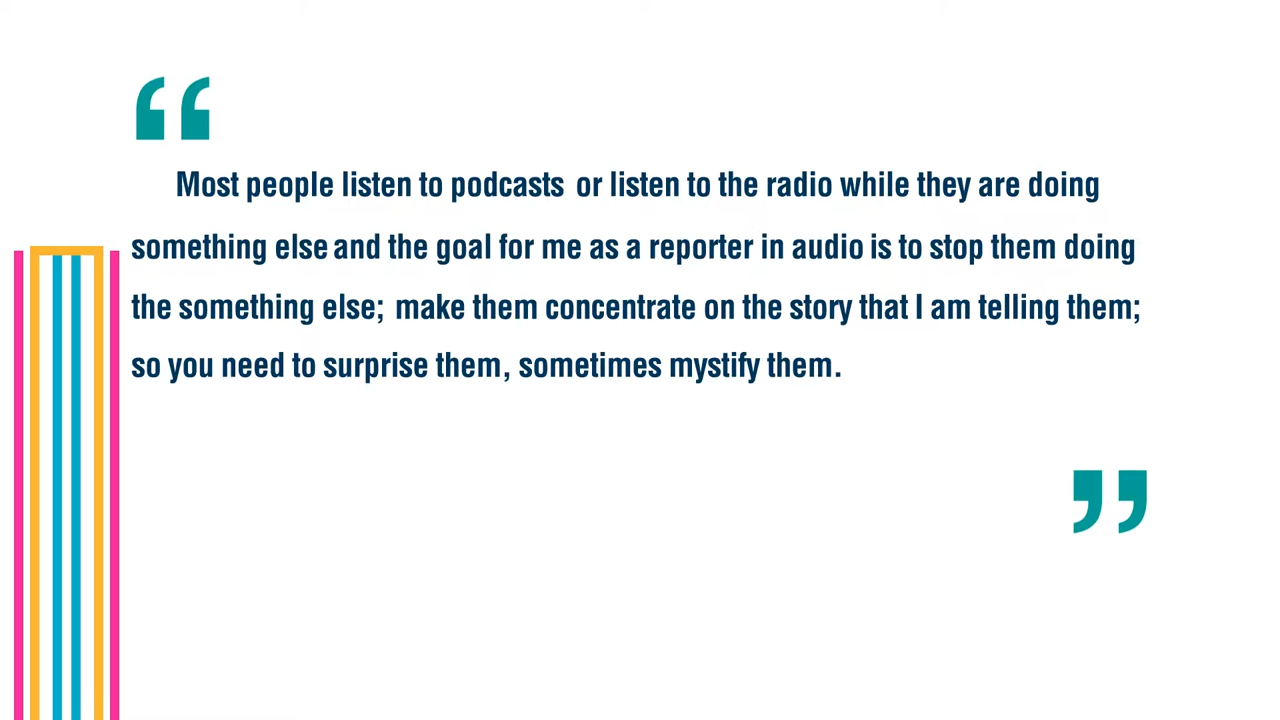 “
Most people listen to podcasts or listen to the radio while they are doing
something else and the goal for me as a reporter in audio is to stop them doing
the something else; make them concentrate on the story that I am telling them;
so you need to surprise them, sometimes mystify them.
”